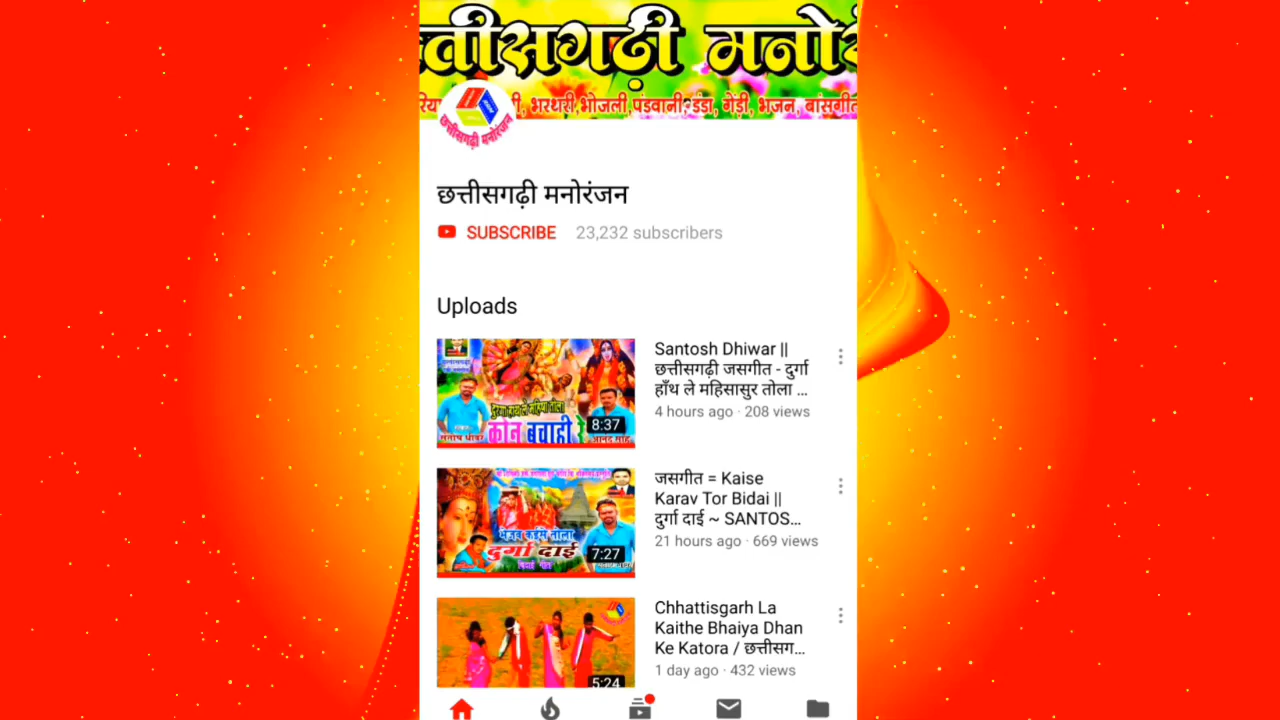 त्तीसगढ़ी मनोरं
भरथरी,भोजली,पंडवानी,डंडा, गेंड़ी, भजन, बांसगीत
छत्तीसगढ़ी मनोरंजन
छत्तीसगढ़ी मनोरंजन
SUBSCRIBE 23,232 subscribers
Uploads
Santosh Dhiwar ||
छत्तीसगढ़ी जसगीत - दुर्गा
हाँथ ले महिसासुर तोला ...
4 hours ago · 208 views
कोन बचाही रे
8:37
जसगीत = Kaise
Karav Tor Bidai ||
दुर्गा दाई ~ SANTOS...
21 hours ago · 669 views
दुर्गा दाई
7:27
बिदाई गीत
Chhattisgarh La
Kaithe Bhaiya Dhan
Ke Katora / छत्तीसग...
1 day ago · 432 views
5:24